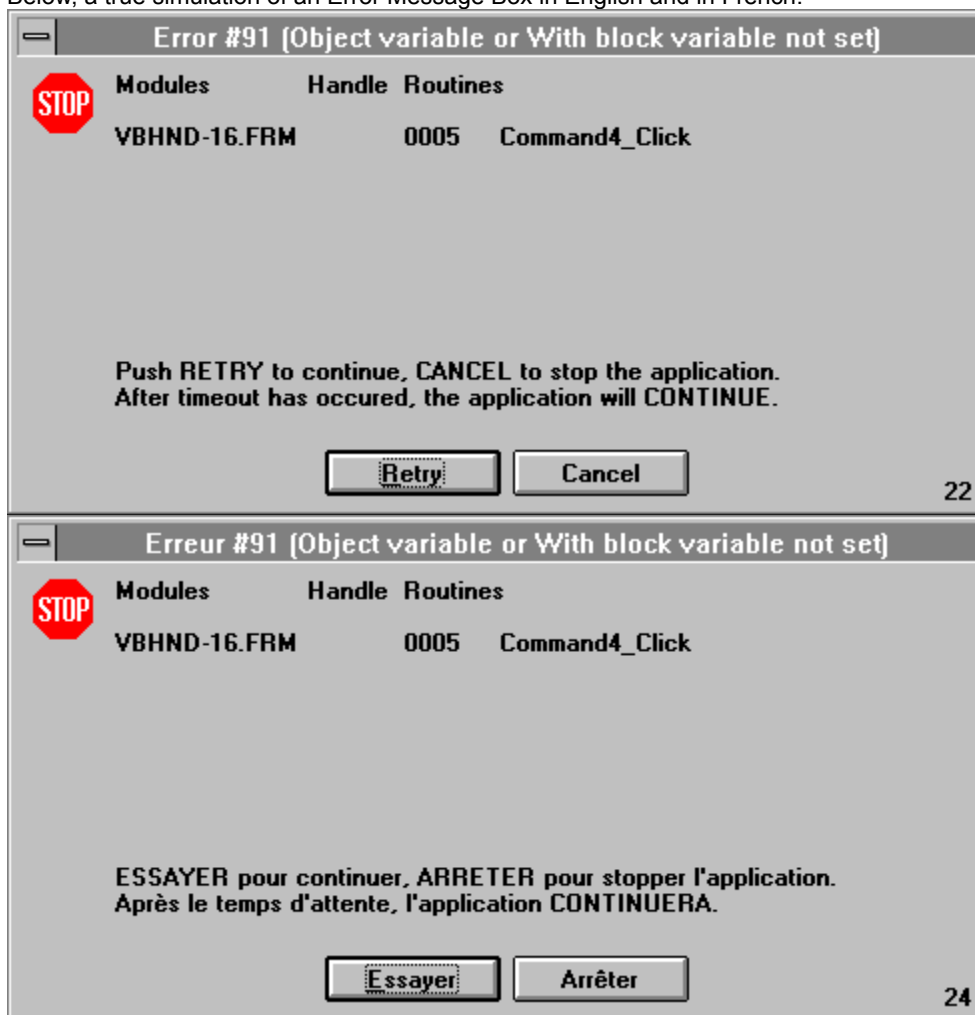 Below, a true simulation of an Error Message Box in English and in French:
Error #91 (Object variable or With block variable not set)
STOP
Modules Handle Routines
VBHND-16.FRM 0005 Command4_Click
Push RETRY to continue, CANCEL to stop the application.
After timeout has occured, the application will CONTINUE.
Retry Cancel
22
Erreur #91 (Object variable or With block variable not set)
STOP
Modules Handle Routines
VBHND-16.FRM 0005 Command4_Click
ESSAYER pour continuer, ARRETER pour stopper l'application.
Après le temps d'attente, l'application CONTINUERA.
Essayer Arrêter
24